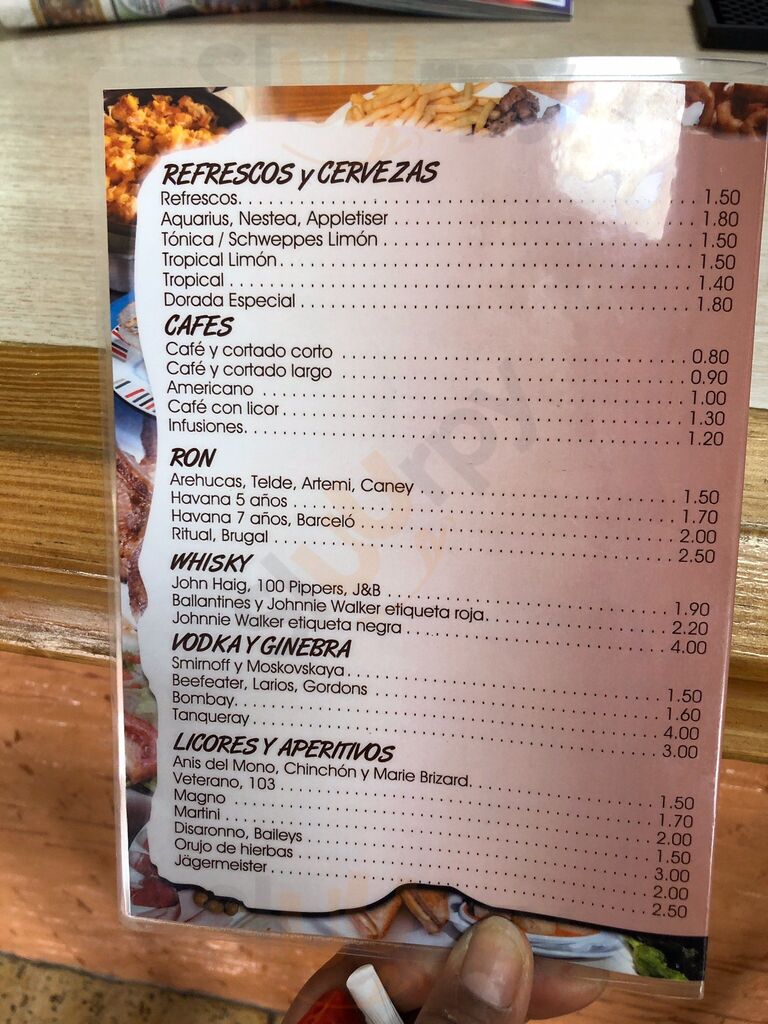 REFRESCOS y CERVEZAS
Refrescos. 1.50
Aquarius, Nestea, Appletiser 1.80
Tónica / Schweppes Limón 1.50
Tropical Limón 1.50
Tropical 1.40
Dorada Especial 1.80
CAFES
Café y cortado corto 0.80
Café y cortado largo 0.90
Americano 1.00
Café con licor 1.30
Infusiones. 1.20
RON
Arehucas, Telde, Artemi, Caney 1.50
Havana 5 años 1.70
Havana 7 años, Barceló 2.00
Ritual, Brugal 2.50
WHISKY
John Haig, 100 Pippers, J&B 1.90
Ballantines y Johnnie Walker etiqueta roja. 2.20
Johnnie Walker etiqueta negra 4.00
VODKA Y GINEBRA
Smirnoff y Moskovskaya 1.50
Beefeater, Larios, Gordons 1.60
Bombay. 4.00
Tanqueray 3.00
LICORES Y APERITIVOS
Anis del Mono, Chinchón y Marie Brizard. 1.50
Veterano, 103 1.70
Magno 2.00
Martini 1.50
Disaronno, Baileys 3.00
Orujo de hierbas 2.00
Jägermeister 2.50
sluurpy